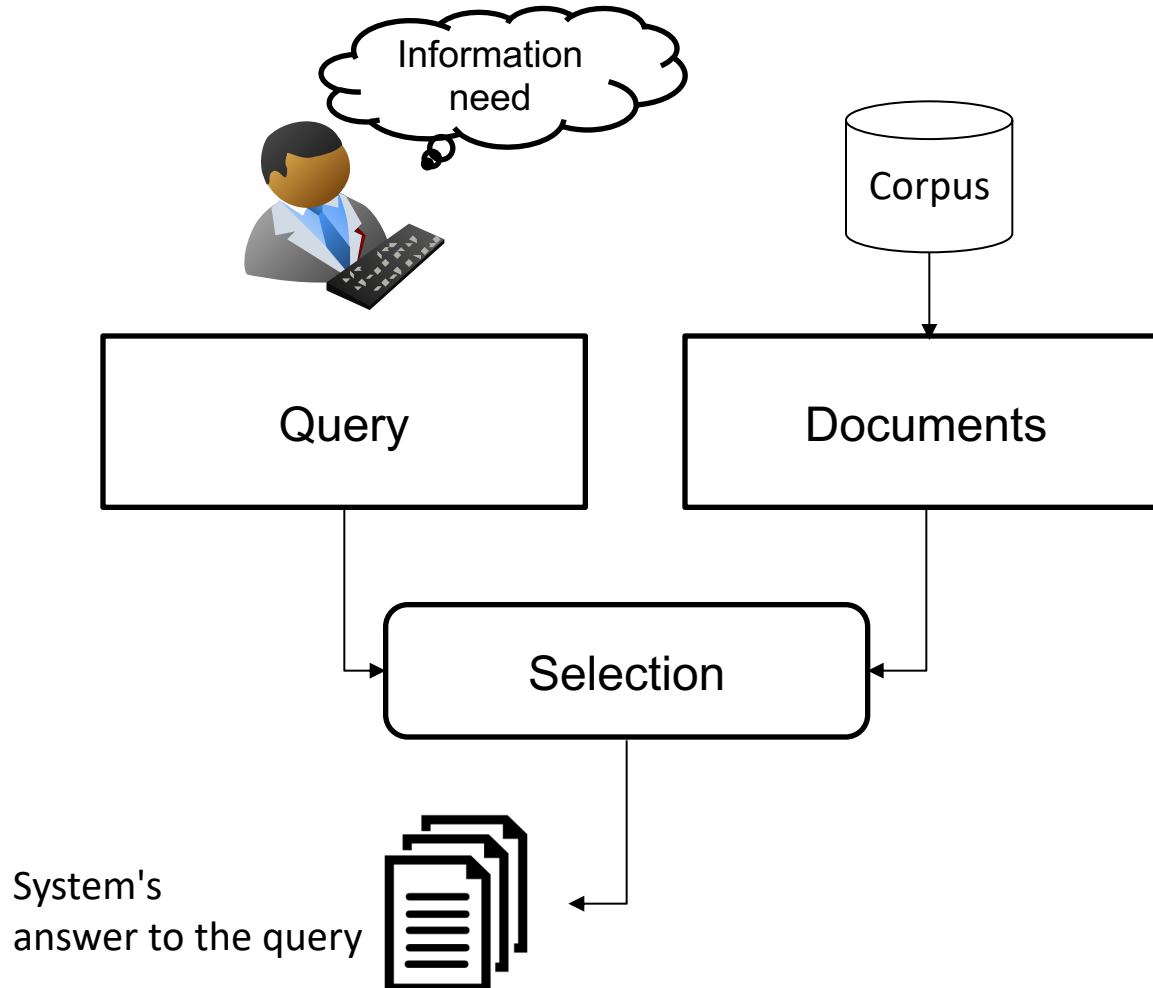 Information
need
Corpus
Query
Documents
Selection
System's
answer to the query